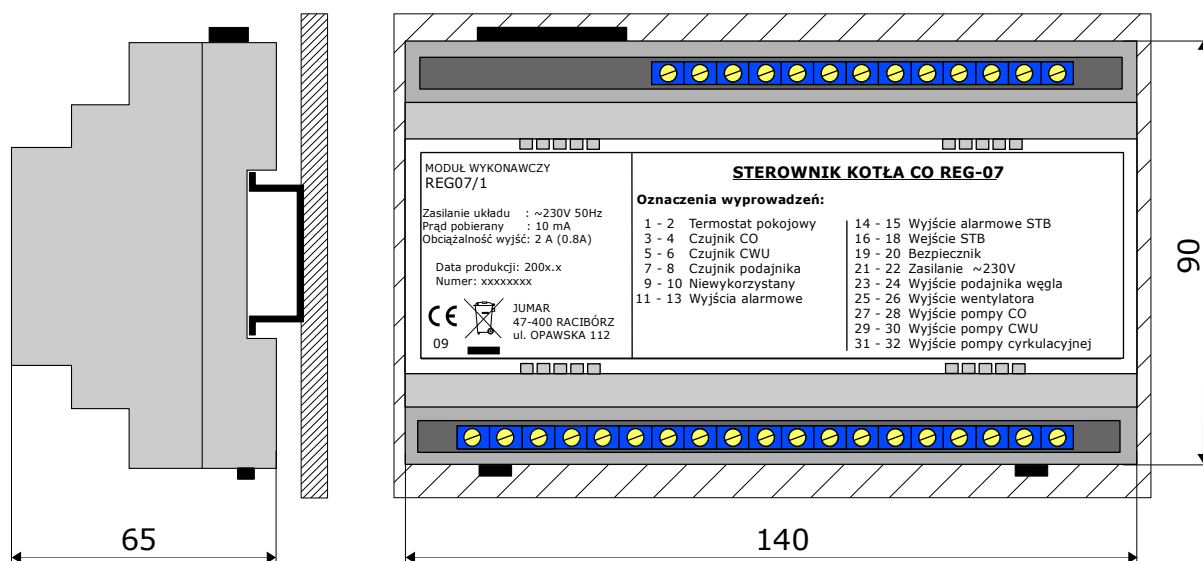 MODUŁ WYKONAWCZY
REG07/1
Zasilanie układu : ~230V 50Hz
Prąd pobierany : 10 mA
Obciążalność wyjść: 2 A (0.8A)
Data produkcji: 200x.x
Numer: xxxxxxxx
CE
09
JUMAR
47-400 RACIBÓRZ
ul. OPAWSKA 112
STEROWNIK KOTŁA CO REG-07
Oznaczenia wyprowadzeń:
1 - 2 Termostat pokojowy
3 - 4 Czujnik CO
5 - 6 Czujnik CWU
7 - 8 Czujnik podajnika
9 - 10 Niewykorzystany
11 - 13 Wyjścia alarmowe
14 - 15 Wyjście alarmowe STB
16 - 18 Wejście STB
19 - 20 Bezpiecznik
21 - 22 Zasilanie ~230V
23 - 24 Wyjście podajnika węgla
25 - 26 Wyjście wentylatora
27 - 28 Wyjście pompy CO
29 - 30 Wyjście pompy CWU
31 - 32 Wyjście pompy cyrkulacyjnej
90
65
140